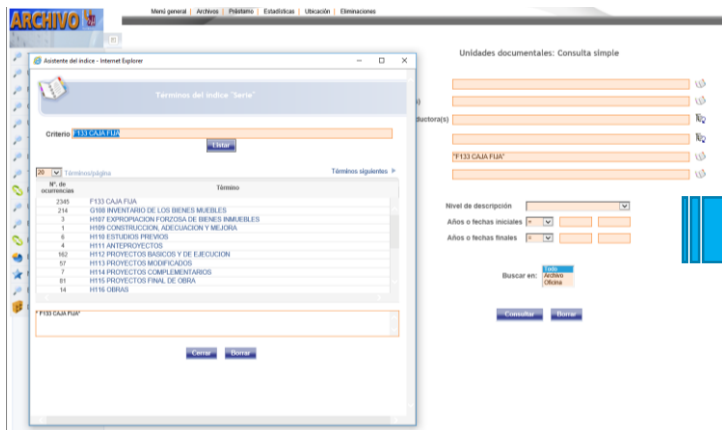 ARCHIVO
Menú general | Archivos | Préstamo | Estadísticas | Ubicación | Eliminaciones
Unidades documentales: Consulta simple
Asistente del índice - Internet Explorer
Términos del índice "Serie"
Criterio "F133 CAJA FIJA"
Listar
20 Términos/página Términos siguientes
Nº. de ocurrencias Término
2345 F133 CAJA FIJA
214 G108 INVENTARIO DE LOS BIENES MUEBLES
3 H107 EXPROPIACION FORZOSA DE BIENES INMUEBLES
1 H109 CONSTRUCCION, ADECUACION Y MEJORA
6 H110 ESTUDIOS PREVIOS
4 H111 ANTEPROYECTOS
162 H112 PROYECTOS BASICOS Y DE EJECUCION
57 H113 PROYECTOS MODIFICADOS
7 H114 PROYECTOS COMPLEMENTARIOS
81 H115 PROYECTOS FINAL DE OBRA
14 H116 OBRAS
" F133 CAJA FIJA"
Cerrar Borrar
ductora(s)
"F133 CAJA FIJA"
Nivel de descripción
Años o fechas iniciales =
Años o fechas finales =
Buscar en: Todo
Archivo
Oficina
Consultar Borrar